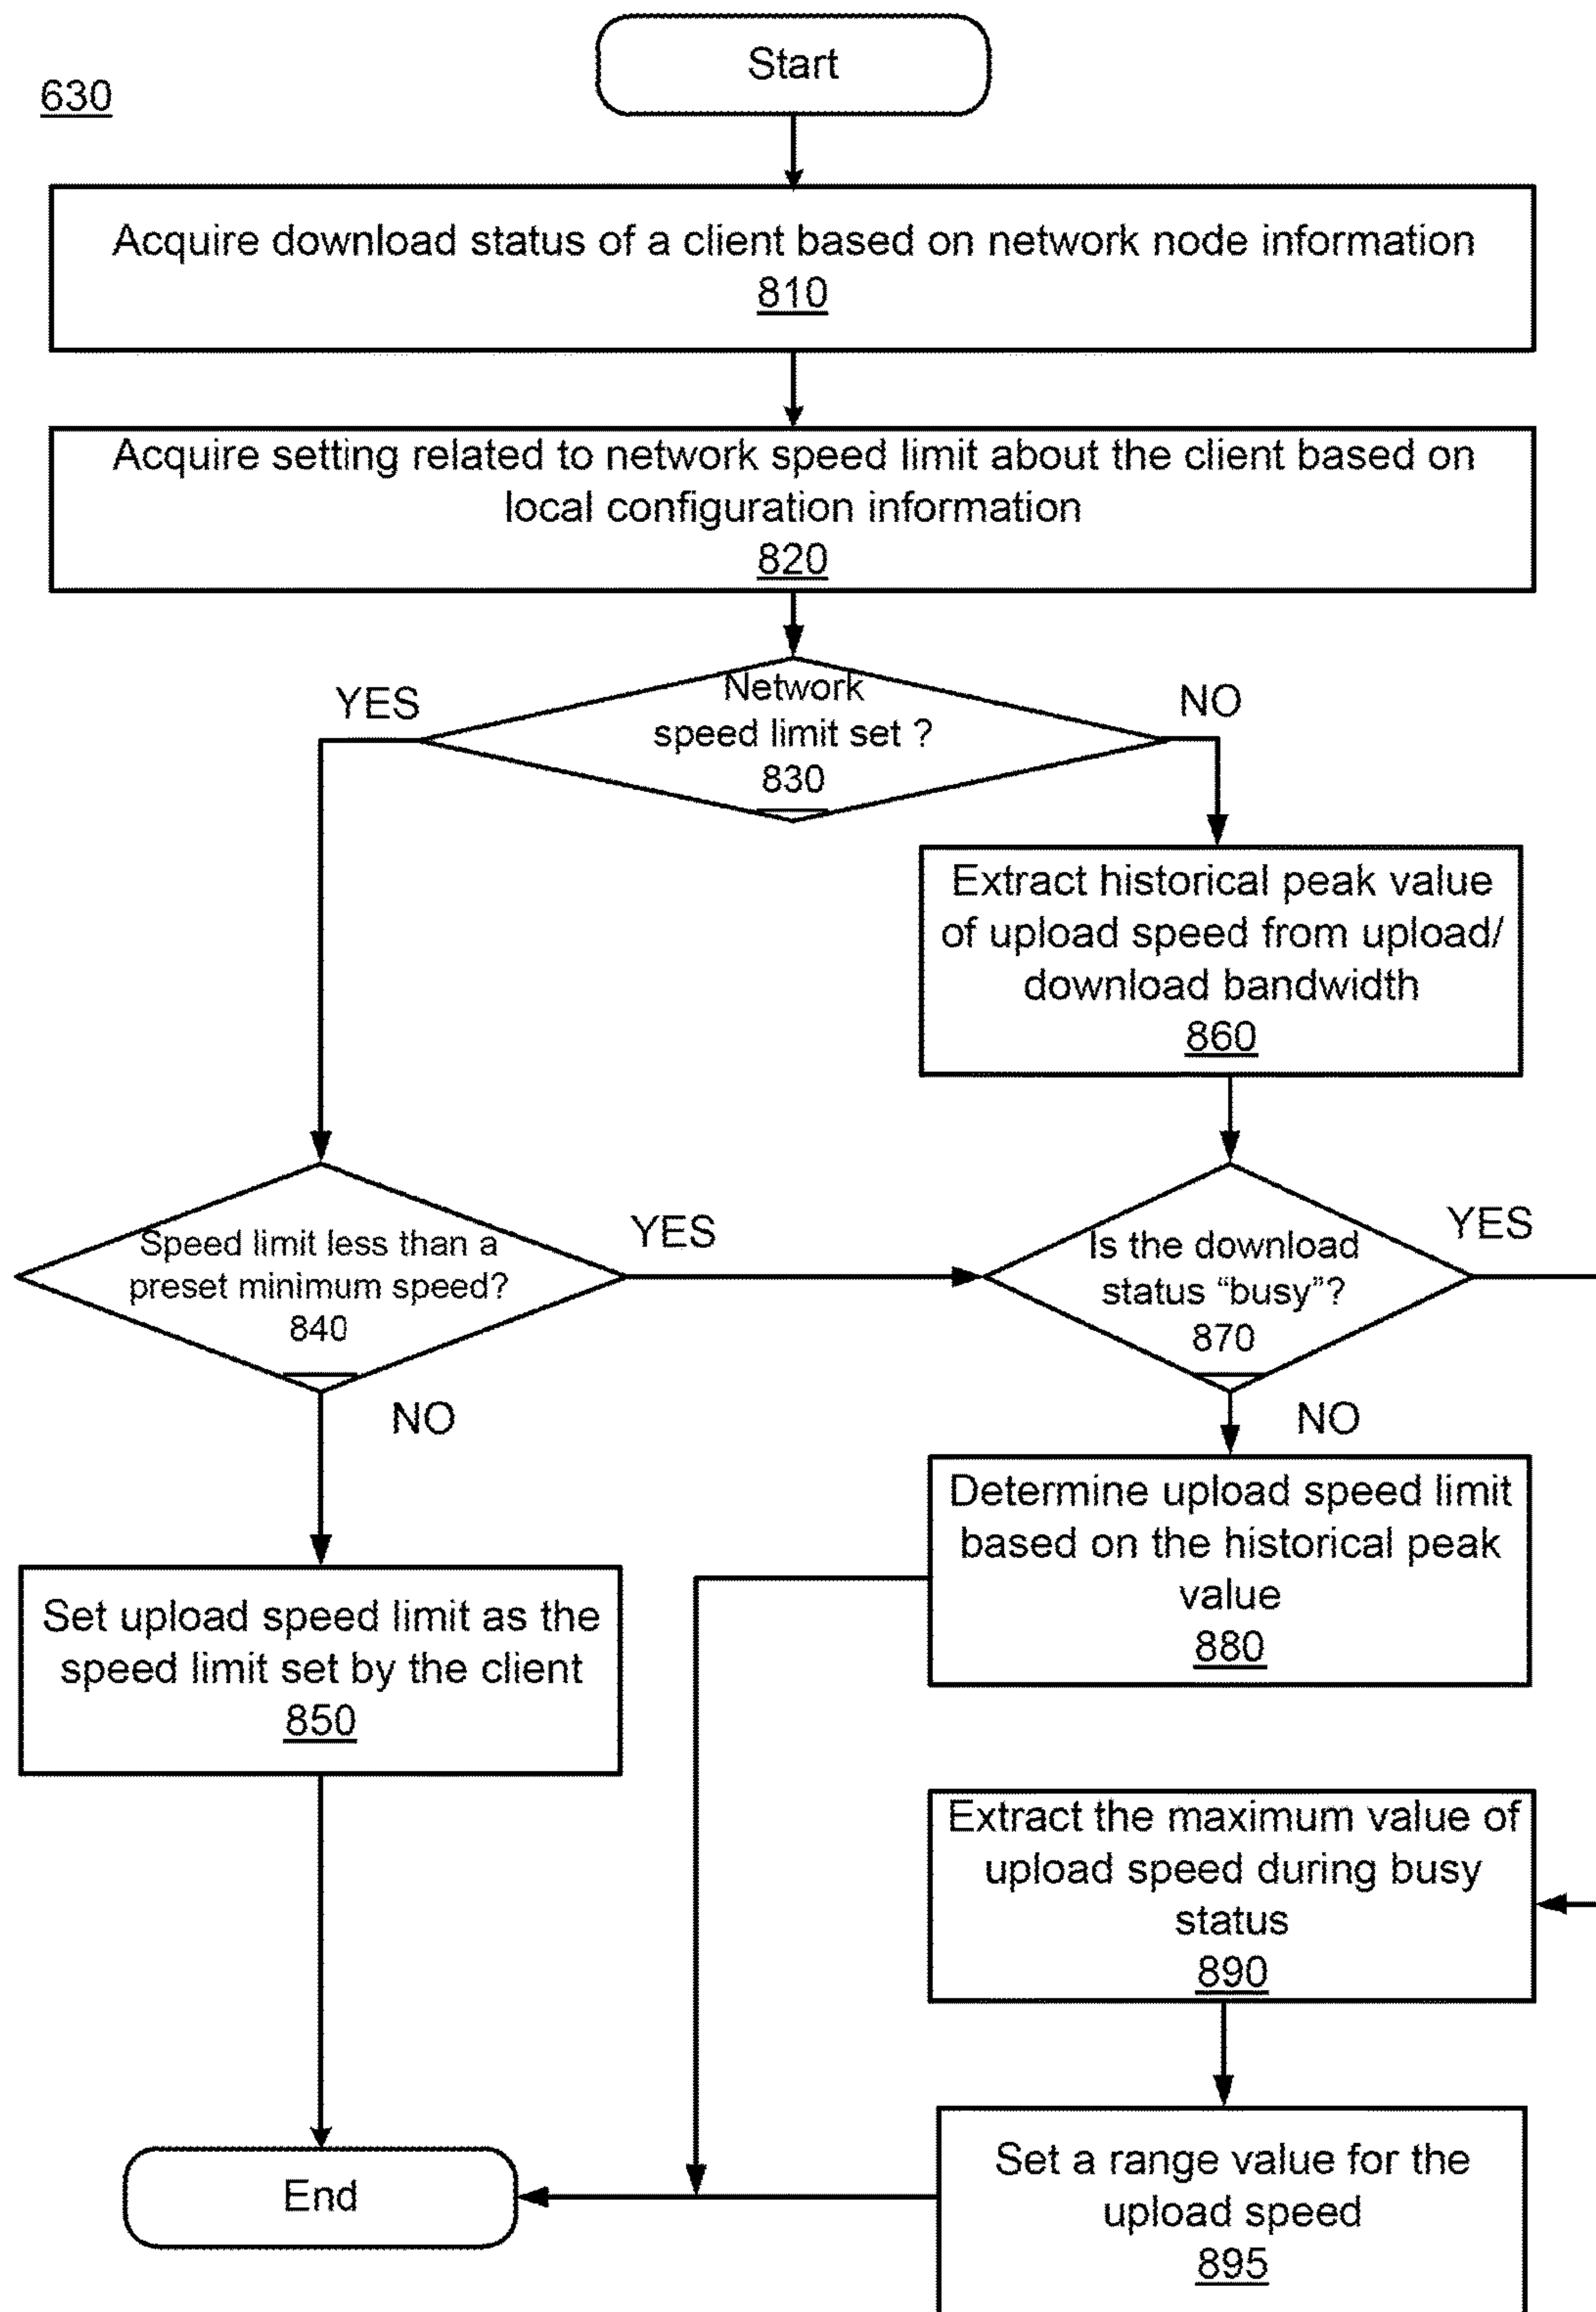 Start
630
Acquire download status of a client based on network node information
810
Acquire setting related to network speed limit about the client based on
local configuration information
820
YES
Network
speed limit set ?
830
NO
Extract historical peak value
of upload speed from upload/
download bandwidth
860
Speed limit less than a
preset minimum speed?
840
YES
Is the download
status “busy”?
870
YES
NO
NO
Determine upload speed limit
based on the historical peak
value
880
Set upload speed limit as the
speed limit set by the client
850
Extract the maximum value of
upload speed during busy
status
890
End
Set a range value for the
upload speed
895